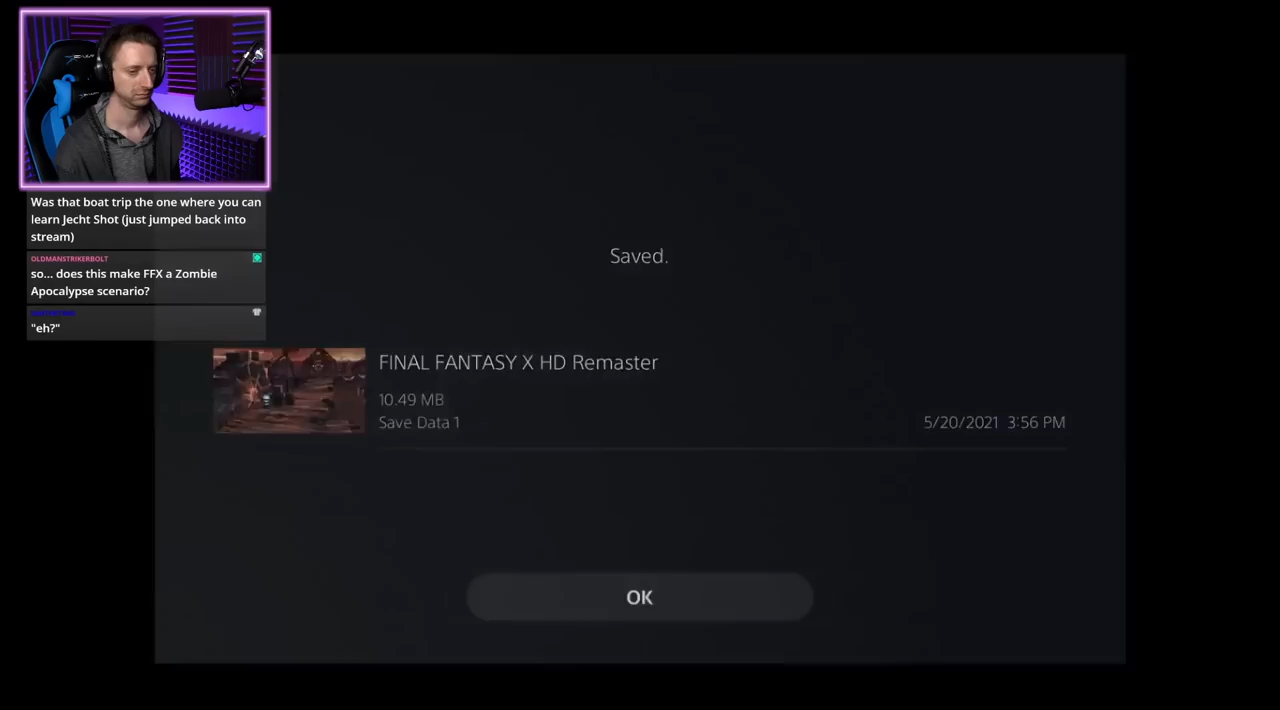 Was that boat trip the one where you can
learn Jecht Shot (just jumped back into
stream)
OLDMANSTRIKERBOLT
so... does this make FFX a Zombie
Apocalypse scenario?
"eh?"
Saved.
FINAL FANTASY X HD Remaster
10.49 MB
Save Data 1
5/20/2021 3:56 PM
OK